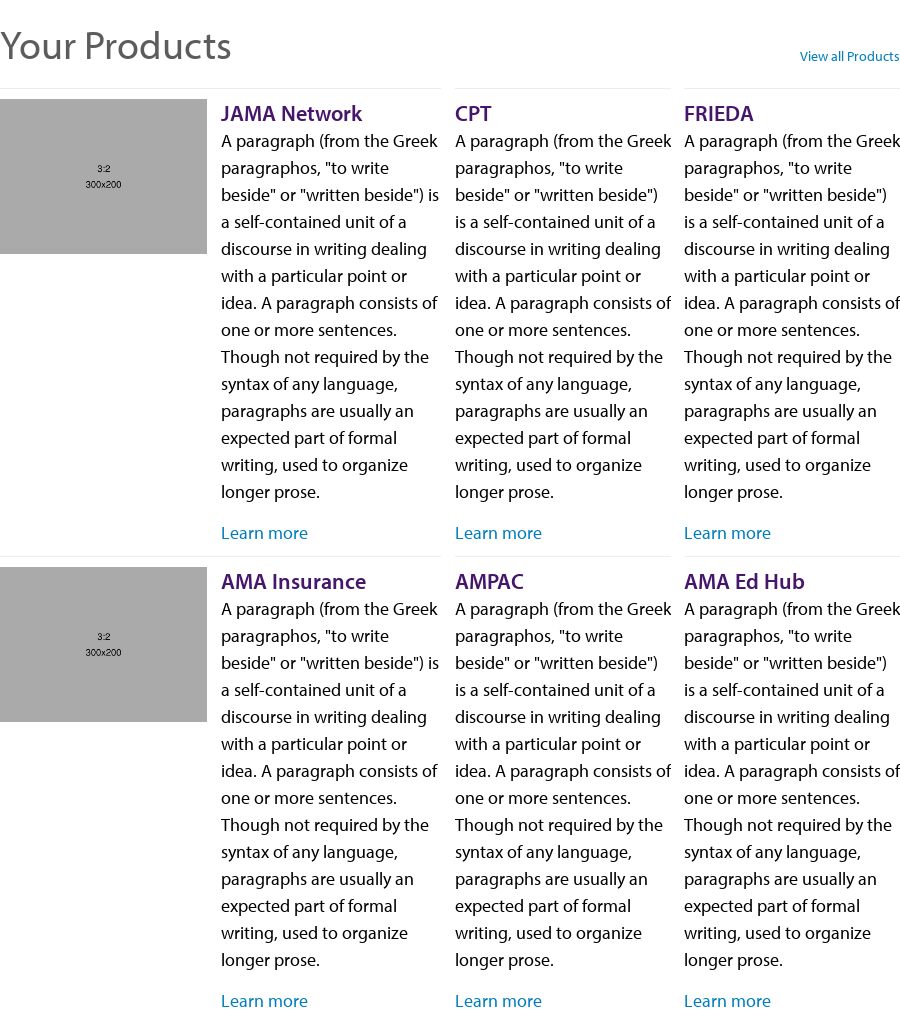 Your Products
View all Products
3:2
300x200
JAMA Network
A paragraph (from the Greek
paragraphos, "to write
beside" or "written beside") is
a self-contained unit of a
discourse in writing dealing
with a particular point or
idea. A paragraph consists of
one or more sentences.
Though not required by the
syntax of any language,
paragraphs are usually an
expected part of formal
writing, used to organize
longer prose.
Learn more
CPT
A paragraph (from the Greek
paragraphos, "to write
beside" or "written beside")
is a self-contained unit of a
discourse in writing dealing
with a particular point or
idea. A paragraph consists of
one or more sentences.
Though not required by the
syntax of any language,
paragraphs are usually an
expected part of formal
writing, used to organize
longer prose.
Learn more
FRIEDA
A paragraph (from the Greek
paragraphos, "to write
beside" or "written beside")
is a self-contained unit of a
discourse in writing dealing
with a particular point or
idea. A paragraph consists of
one or more sentences.
Though not required by the
syntax of any language,
paragraphs are usually an
expected part of formal
writing, used to organize
longer prose.
Learn more
3:2
300x200
AMA Insurance
A paragraph (from the Greek
paragraphos, "to write
beside" or "written beside") is
a self-contained unit of a
discourse in writing dealing
with a particular point or
idea. A paragraph consists of
one or more sentences.
Though not required by the
syntax of any language,
paragraphs are usually an
expected part of formal
writing, used to organize
longer prose.
Learn more
AMPAC
A paragraph (from the Greek
paragraphos, "to write
beside" or "written beside")
is a self-contained unit of a
discourse in writing dealing
with a particular point or
idea. A paragraph consists of
one or more sentences.
Though not required by the
syntax of any language,
paragraphs are usually an
expected part of formal
writing, used to organize
longer prose.
Learn more
AMA Ed Hub
A paragraph (from the Greek
paragraphos, "to write
beside" or "written beside")
is a self-contained unit of a
discourse in writing dealing
with a particular point or
idea. A paragraph consists of
one or more sentences.
Though not required by the
syntax of any language,
paragraphs are usually an
expected part of formal
writing, used to organize
longer prose.
Learn more